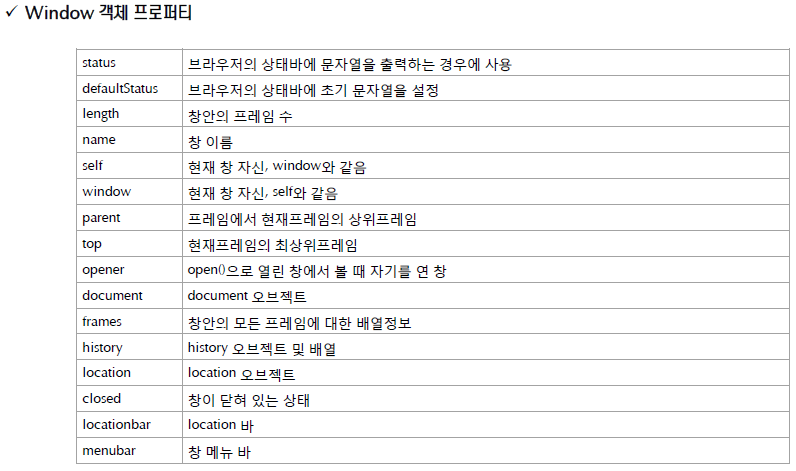 ✓ Window 객체 프로퍼티
status 브라우저의 상태바에 문자열을 출력하는 경우에 사용
defaultStatus 브라우저의 상태바에 초기 문자열을 설정
length 창안의 프레임 수
name 창 이름
self 현재 창 자신, window와 같음
window 현재 창 자신, self와 같음
parent 프레임에서 현재프레임의 상위프레임
top 현재프레임의 최상위프레임
opener open()으로 열린 창에서 볼 때 자기를 연 창
document document 오브젝트
frames 창안의 모든 프레임에 대한 배열정보
history history 오브젝트 및 배열
location location 오브젝트
closed 창이 닫혀 있는 상태
locationbar location 바
menubar 창 메뉴 바